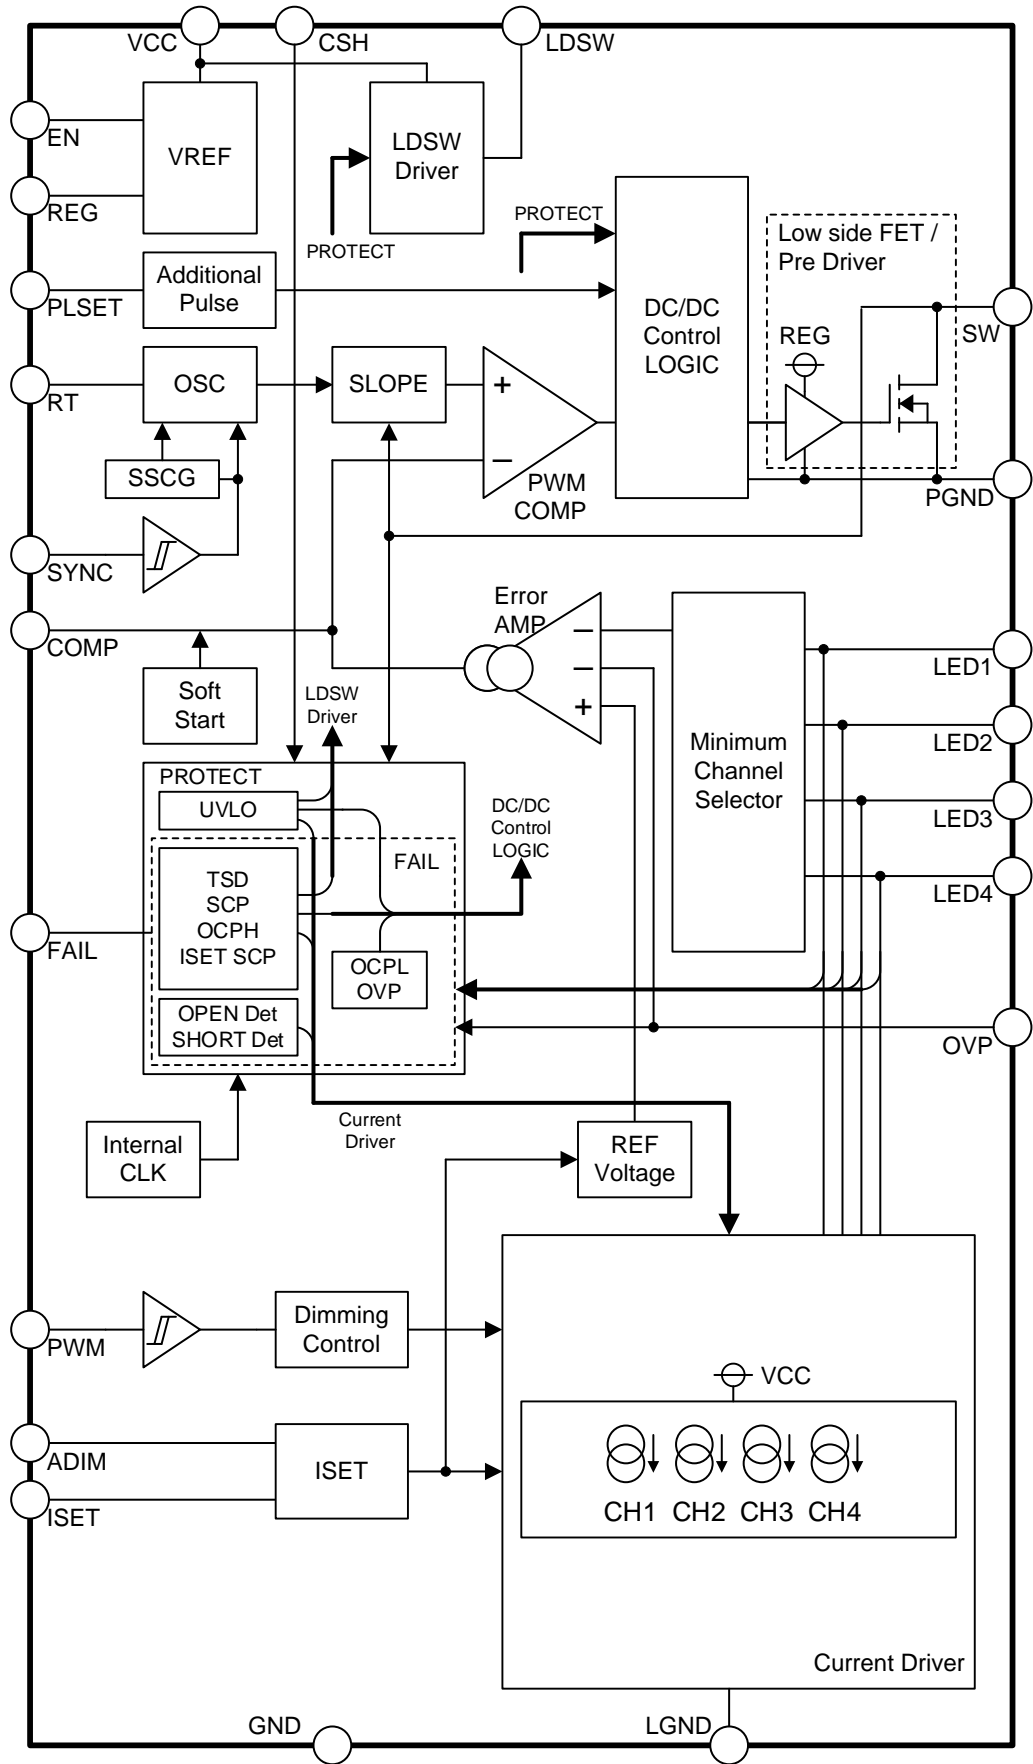 VCC
CSH
LDSW
EN
REG
VREF
LDSW
Driver
PROTECT
PROTECT
Low side FET /
Pre Driver
PLSET
Additional
Pulse
DC/DC
Control
LOGIC
REG
SW
RT
OSC
SLOPE
+
−
PWM
COMP
SSCG
PGND
SYNC
COMP
Error
AMP
−
−
+
Soft
Start
LDSW
Driver
Minimum
Channel
Selector
LED1
LED2
LED3
LED4
PROTECT
UVLO
DC/DC
Control
LOGIC
FAIL
TSD
SCP
OCPH
ISET SCP
FAIL
OCPL
OVP
OPEN Det
SHORT Det
OVP
Internal
CLK
Current
Driver
REF
Voltage
PWM
Dimming
Control
VCC
ADIM
ISET
ISET
CH1 CH2 CH3 CH4
Current Driver
GND
LGND